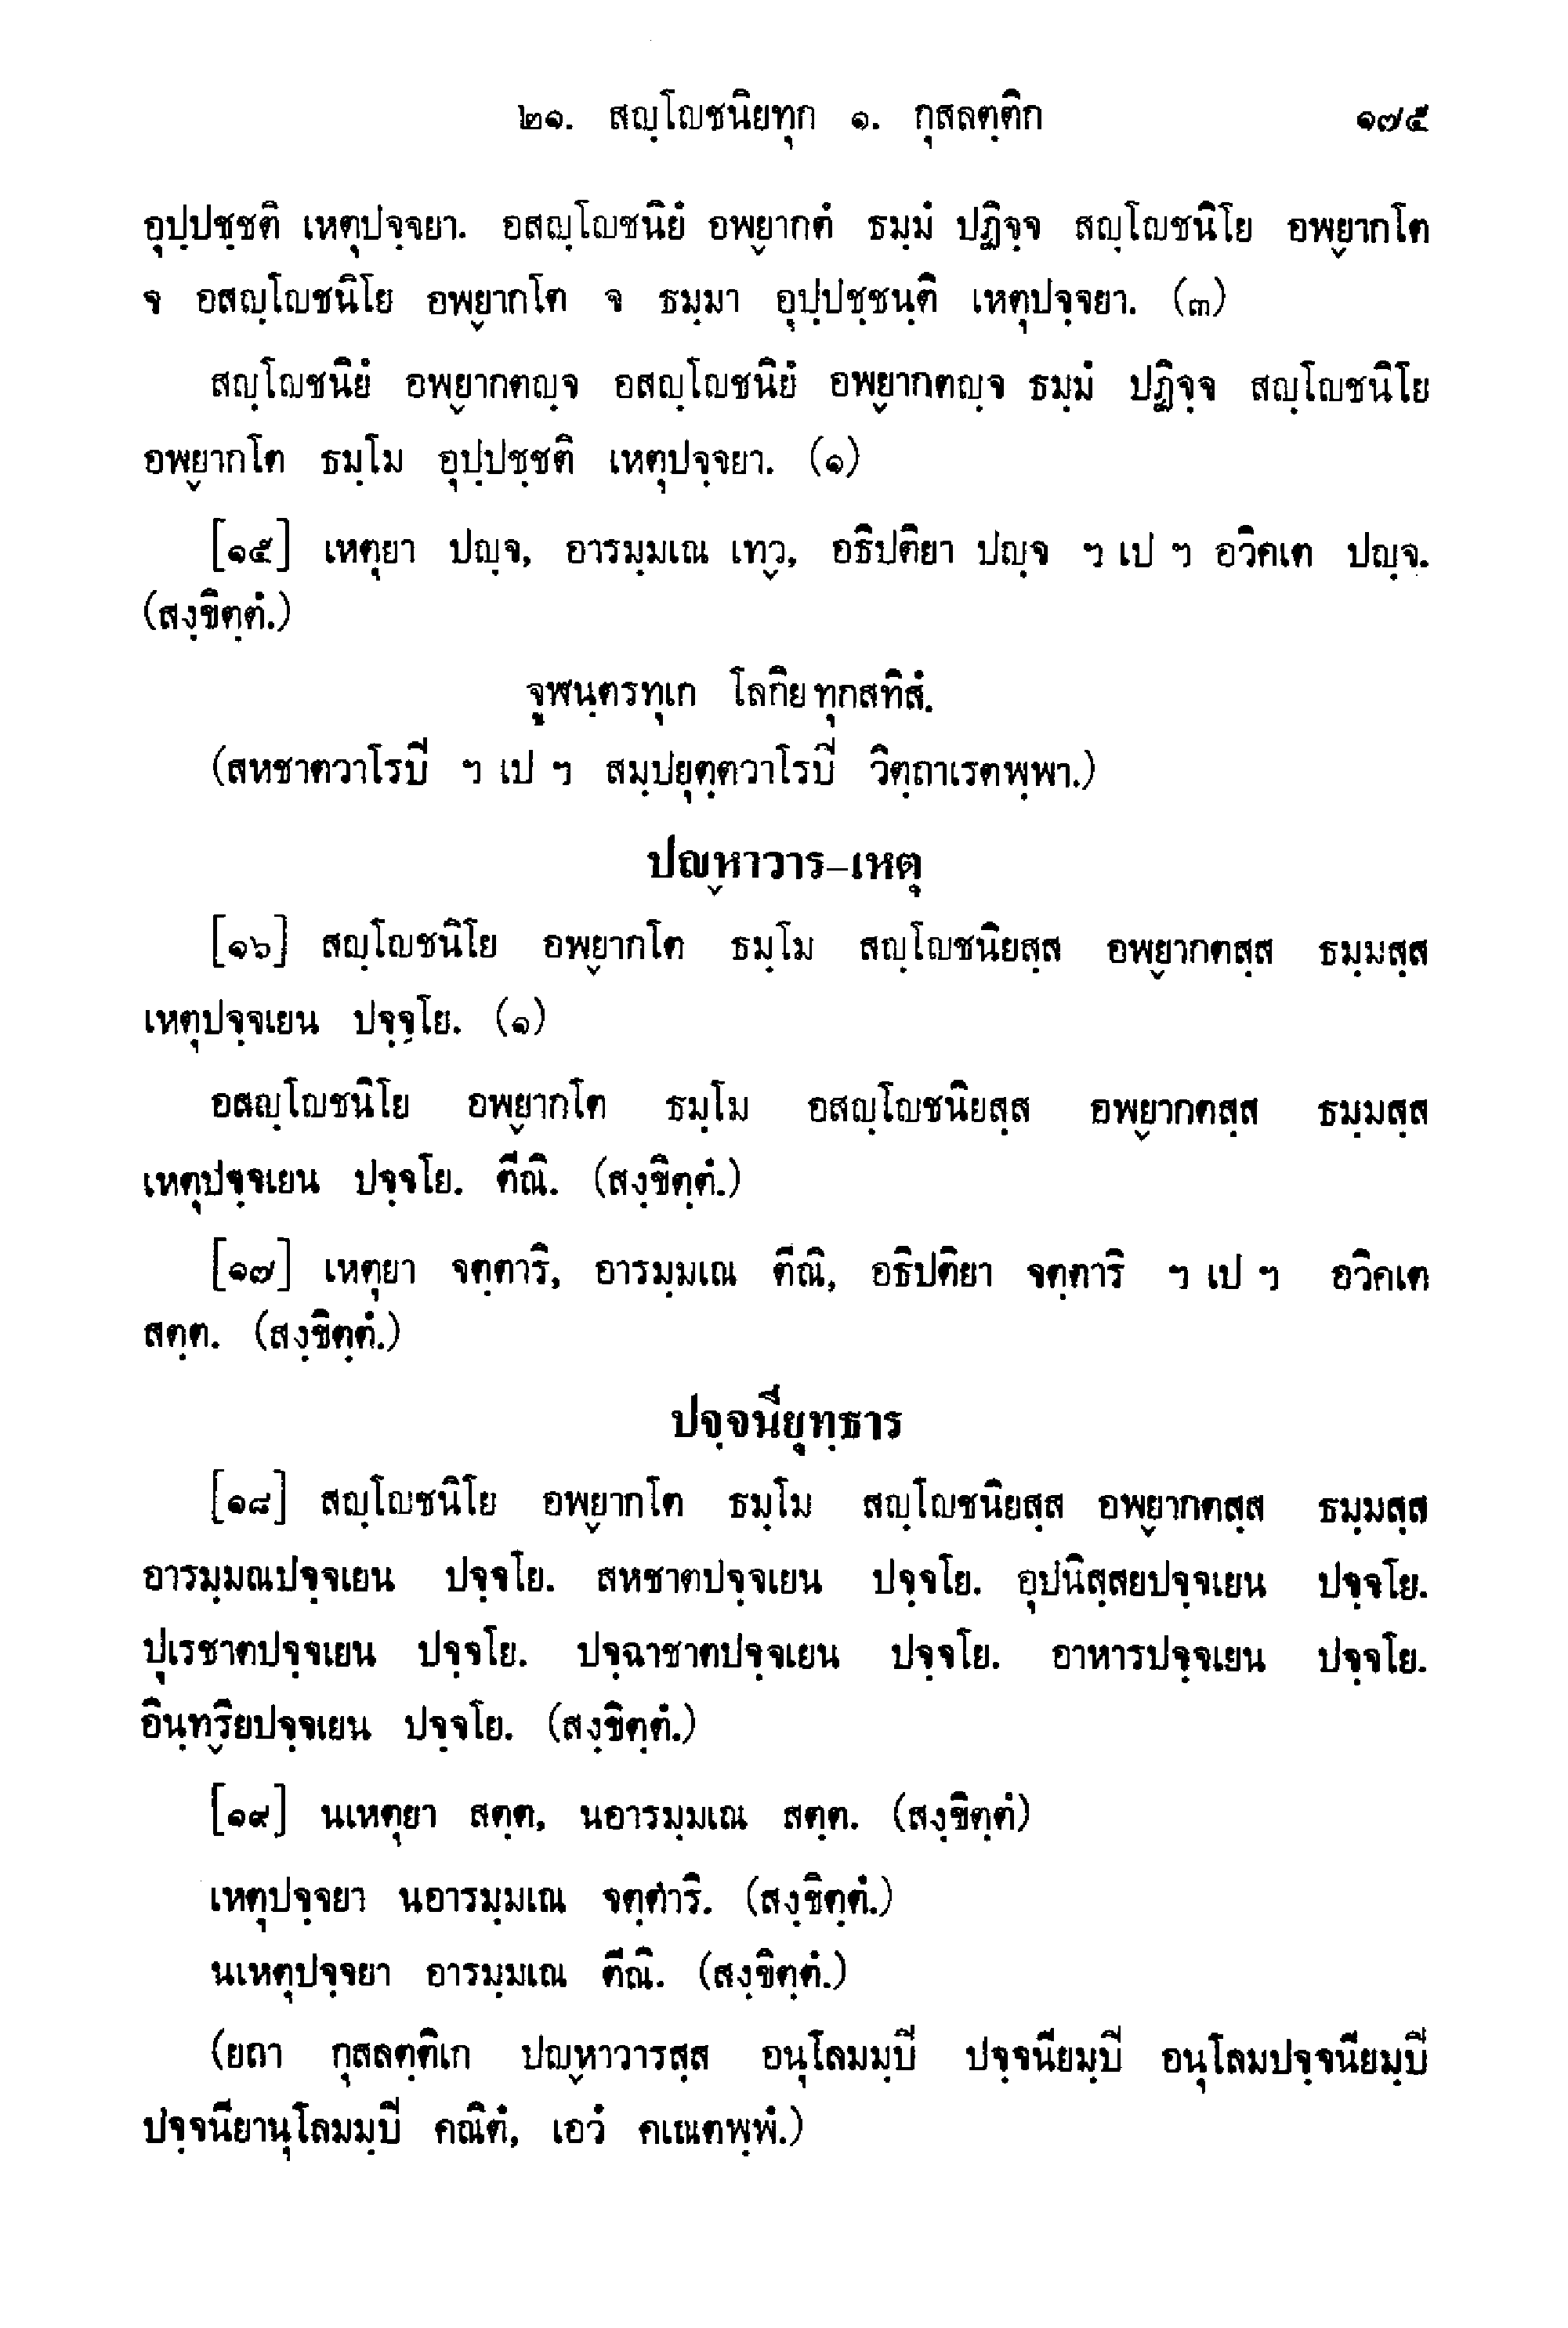 ๒๑. สญฺโญชนิยทุก ๑. กุสลตฺติก ๑๗๕
อุปฺปชฺชติ เหตุปจฺจยา. อสญฺโญชนิยํ อพฺยากตํ ธมฺมํ ปฏิจฺจ สญฺโญชนิโย อพฺยากโต
จ อสญฺโญชนิโย อพฺยากโต จ ธมฺมา อุปฺปชฺชนฺติ เหตุปจฺจยา. (๓)
สญฺโญชนิยํ อพฺยากตญฺจ อสญฺโญชนิยํ อพฺยากตญฺจ ธมฺมํ ปฏิจฺจ สญฺโญชนิโย
อพฺยากโต ธมฺโม อุปฺปชฺชติ เหตุปจฺจยา. (๑)
[๑๕] เหตุยา ปญฺจ, อารมฺมเณ เทฺว, อธิปติยา ปญฺจ ฯ เป ฯ อวิคเต ปญฺจ.
(สงฺขิตฺตํ.)
จูฬนฺตรทุเก โลกิยทุกสทิสํ.
(สหชาตวาโรปิ ฯ เป ฯ สมฺปยุตฺตวาโรปิ วิตฺถาเรตพฺพา.)
ปญฺหาวาร–เหตุ
[๑๖] สญฺโญชนิโย อพฺยากโต ธมฺโม สญฺโญชนิยสฺส อพฺยากตสฺส ธมฺมสฺส
เหตุปจฺจเยน ปจฺจโย. (๑)
อสญฺโญชนิโย อพฺยากโต ธมฺโม อสญฺโญชนิยสฺส อพฺยากตสฺส ธมฺมสฺส
เหตุปจฺจเยน ปจฺจโย. ตีณิ. (สงฺขิตฺตํ.)
[๑๗] เหตุยา จตฺตาริ, อารมฺมเณ ตีณิ, อธิปติยา จตฺตาริ ฯ เป ฯ อวิคเต
สตฺต. (สงฺขิตฺตํ.)
ปจฺจนียุทฺธาร
[๑๘] สญฺโญชนิโย อพฺยากโต ธมฺโม สญฺโญชนิยสฺส อพฺยากตสฺส ธมฺมสฺส
อารมฺมณปจฺจเยน ปจฺจโย. สหชาตปจฺจเยน ปจฺจโย. อุปนิสฺสยปจฺจเยน ปจฺจโย.
ปุเรชาตปจฺจเยน ปจฺจโย. ปจฺฉาชาตปจฺจเยน ปจฺจโย. อาหารปจฺจเยน ปจฺจโย.
อินฺทฺริยปจฺจเยน ปจฺจโย. (สงฺขิตฺตํ.)
[๑๙] นเหตุยา สตฺต, นอารมฺมเณ สตฺต. (สงฺขิตฺตํ)
เหตุปจฺจยา นอารมฺมเณ จตฺตาริ. (สงฺขิตฺตํ.)
นเหตุปจฺจยา อารมฺมเณ ตีณิ. (สงฺขิตฺตํ.)
(ยถา กุสลตฺติเก ปญฺหาวารสฺส อนุโลมมฺปิ ปจฺจนียมฺปิ อนุโลมปจฺจนียมฺปิ
ปจฺจนียานุโลมมฺปิ คณิตํ, เอวํ คเณตพฺพํ.)